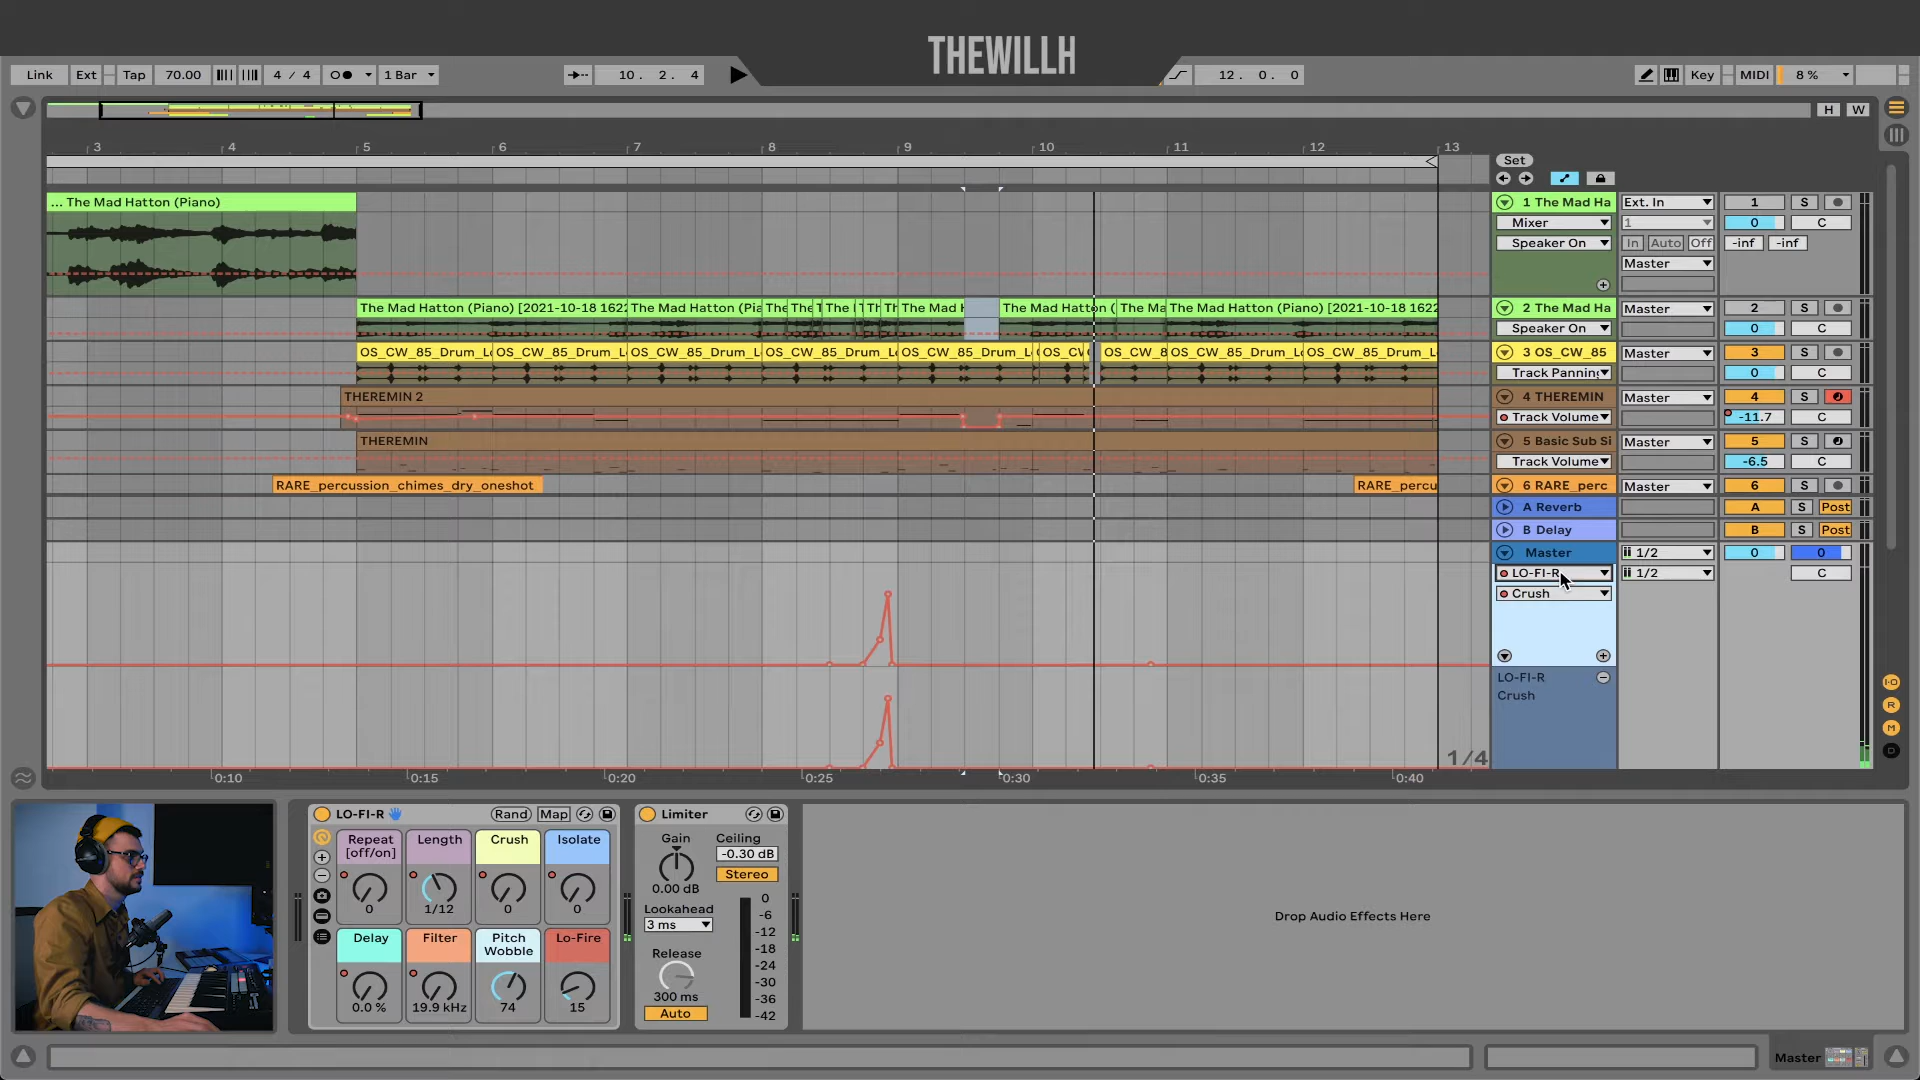 THEWILLH
Link Ext Tap 70.00 4 / 4 1 Bar 10. 2. 4 12. 0. 0 Key MIDI 8 %
H W
3 4 5 6 7 8 9 10 11 12 13
Set
... The Mad Hatton (Piano)
1 The Mad Ha Ext. In 1 S
Mixer 1 0 C
Speaker On In Auto Off -inf -inf
Master
The Mad Hatton (Piano) [2021-10-18 1622 The Mad Hatton (Pia The The The The Mad H The Mad Hatton ( The Ma The Mad Hatton (Piano) [2021-10-18 1622
2 The Mad Ha Master 2 S
Speaker On 0 C
OS_CW_85_Drum_Lo OS_CW_85_Drum_L OS_CW_85_Drum_L OS_CW_85_Drum_L OS_CW_85_Drum_L OS_CV OS_CW_8 OS_CW_85_Drum_L OS_CW_85_Drum_L
3 OS_CW_85 Master 3 S
Track Panning 0 C
THEREMIN 2
4 THEREMIN Master 4 S
Track Volume -11.7 C
THEREMIN
5 Basic Sub Si Master 5 S
Track Volume -6.5 C
RARE_percussion_chimes_dry_oneshot RARE_percu
6 RARE_perc Master 6 S
A Reverb A S Post
B Delay B S Post
Master 1/2 0 0
LO-FI-R 1/2 C
Crush
LO-FI-R
Crush
1/4
0:10 0:15 0:20 0:25 0:30 0:35 0:40
LO-FI-R Rand Map
Repeat [off/on] Length Crush Isolate
0 1/12 0 0
Delay Filter Pitch Wobble Lo-Fire
0.0 % 19.9 kHz 74 15
Limiter
Gain Ceiling
-0.30 dB
Stereo
0.00 dB
Lookahead
3 ms
Release
300 ms
Auto
0
-6
-12
-18
-24
-30
-36
-42
Drop Audio Effects Here
Master